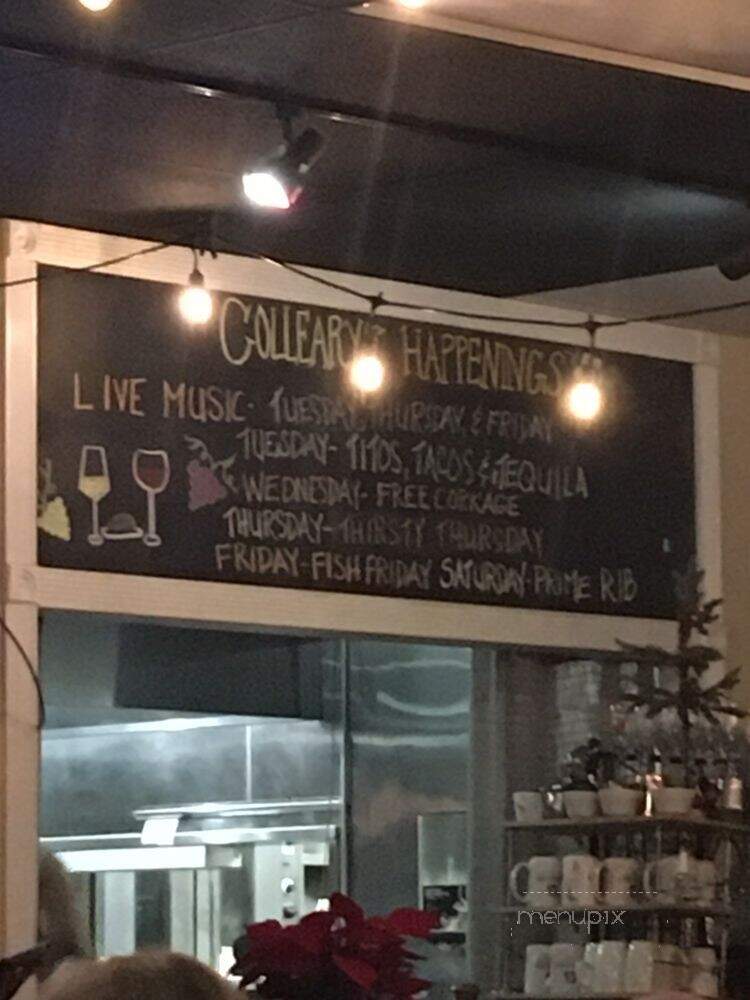 COLLEARY'S HAPPENINGS
LIVE MUSIC - TUESDAY, THURSDAY, & FRIDAY
TUESDAY - TITOS, TACOS & TEQUILA
WEDNESDAY - FREE CORKAGE
THURSDAY - THIRSTY THURSDAY
FRIDAY - FISH FRIDAY SATURDAY - PRIME RIB
menupix